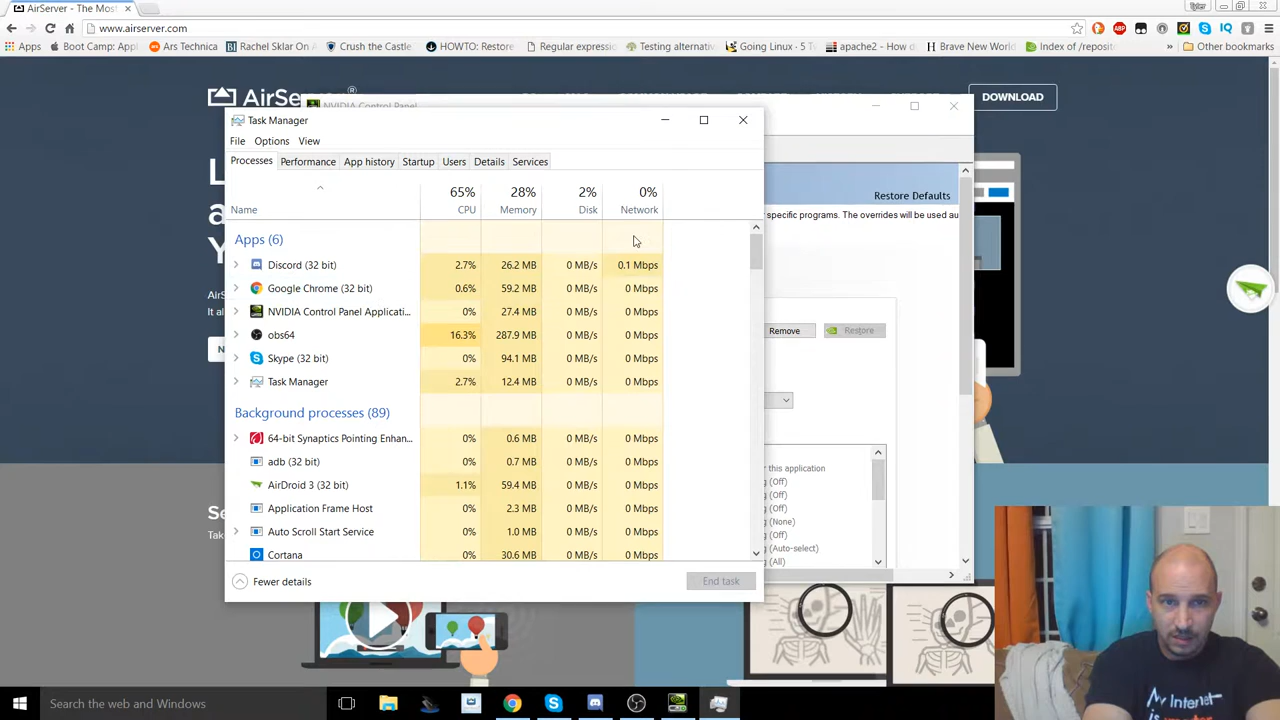 AirServer - The Most
Tyler
www.airserver.com
Apps
Boot Camp: Appl
Ars Technica
Rachel Sklar On A
Crush the Castle
HOWTO: Restore
Regular expressio
Testing alternativ
Going Linux - 5 T
apache2 - How d
Brave New World
Index of /reposit
»
Other bookmarks
AirSer
®
DOWNLOAD
NVIDIA Control Panel
Restore Defaults
specific programs. The overrides will be used au
Remove
Restore
r this application
g (Off)
g (Off)
g (Off)
g (None)
g (Auto-select)
g (All)
Task Manager
File Options View
Processes Performance App history Startup Users Details Services
65% 28% 2% 0%
Name CPU Memory Disk Network
Apps (6)
Discord (32 bit) 2.7% 26.2 MB 0 MB/s 0.1 Mbps
Google Chrome (32 bit) 0.6% 59.2 MB 0 MB/s 0 Mbps
NVIDIA Control Panel Applicati... 0% 27.4 MB 0 MB/s 0 Mbps
obs64 16.3% 287.9 MB 0 MB/s 0 Mbps
Skype (32 bit) 0% 94.1 MB 0 MB/s 0 Mbps
Task Manager 2.7% 12.4 MB 0 MB/s 0 Mbps
Background processes (89)
64-bit Synaptics Pointing Enhan... 0% 0.6 MB 0 MB/s 0 Mbps
adb (32 bit) 0% 0.7 MB 0 MB/s 0 Mbps
AirDroid 3 (32 bit) 1.1% 59.4 MB 0 MB/s 0 Mbps
Application Frame Host 0% 2.3 MB 0 MB/s 0 Mbps
Auto Scroll Start Service 0% 1.0 MB 0 MB/s 0 Mbps
Cortana 0% 30.6 MB 0 MB/s 0 Mbps
Fewer details
End task
Search the web and Windows
My Internet
is